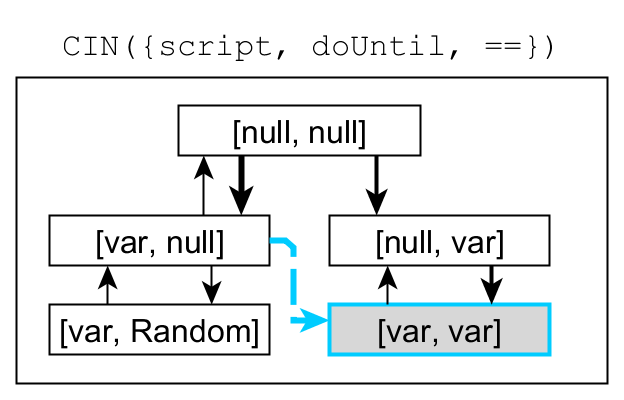 CIN({script, doUntil, ==})
[null, null]
[var, null] [null, var]
[var, Random] [var, var]